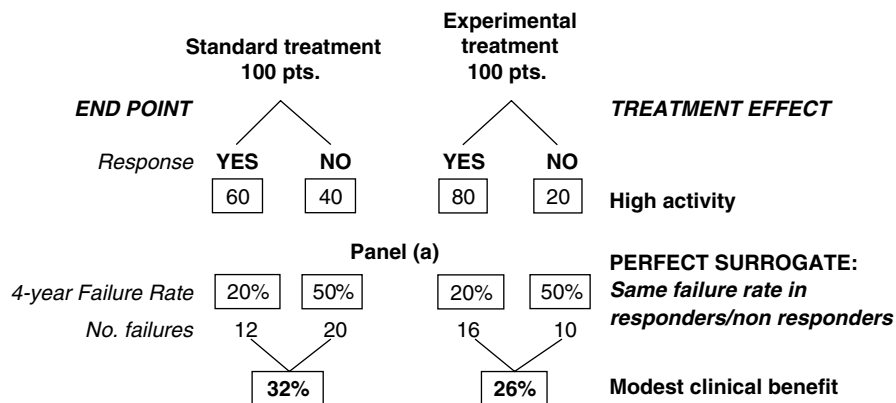 Standard treatment
100 pts.
Experimental
treatment
100 pts.
END POINT
TREATMENT EFFECT
Response YES NO YES NO
60 40 80 20 High activity
Panel (a)
PERFECT SURROGATE:
4-year Failure Rate 20% 50% 20% 50% Same failure rate in
No. failures 12 20 16 10 responders/non responders
32% 26% Modest clinical benefit